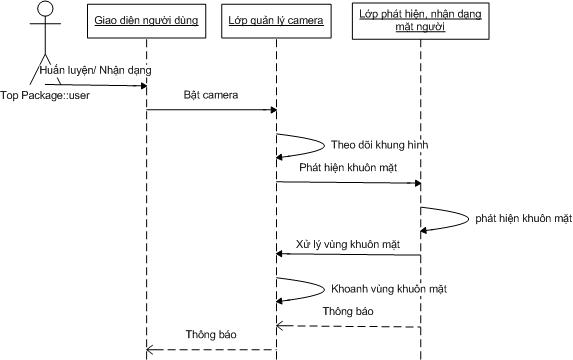 Giao diện người dùng
Lớp quản lý camera
Lớp phát hiện, nhận dạng
mặt người
Huấn luyện/ Nhận dạng
Top Package::user
Bật camera
Theo dõi khung hình
Phát hiện khuôn mặt
phát hiện khuôn mặt
Xử lý vùng khuôn mặt
Khoanh vùng khuôn mặt
Thông báo
Thông báo